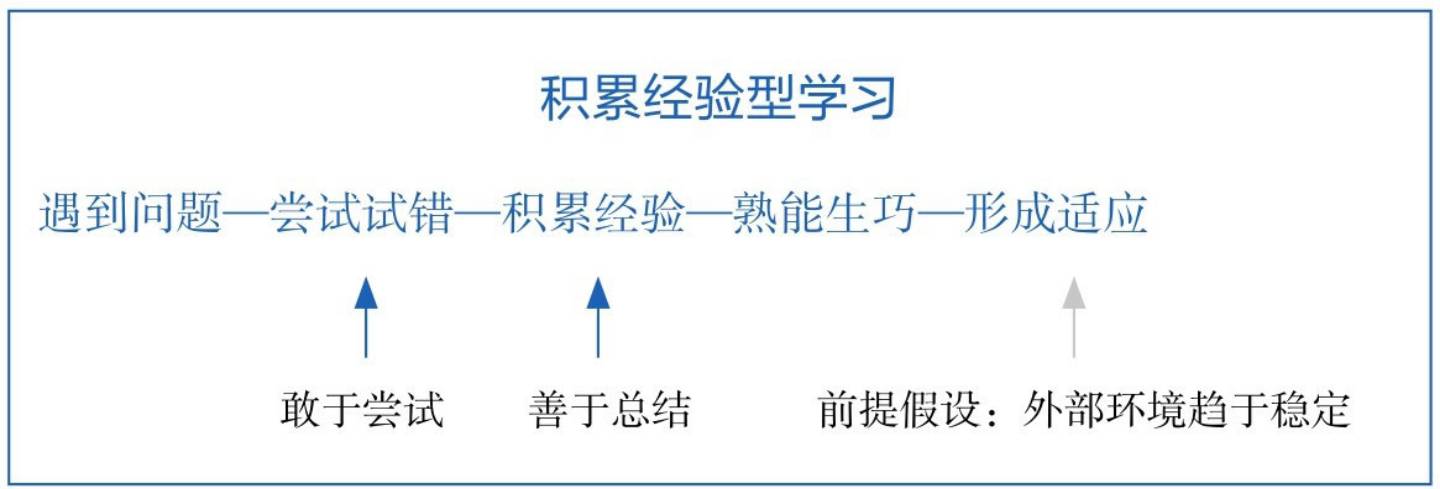 积累经验型学习
遇到问题—尝试试错—积累经验—熟能生巧—形成适应
敢于尝试 善于总结 前提假设：外部环境趋于稳定